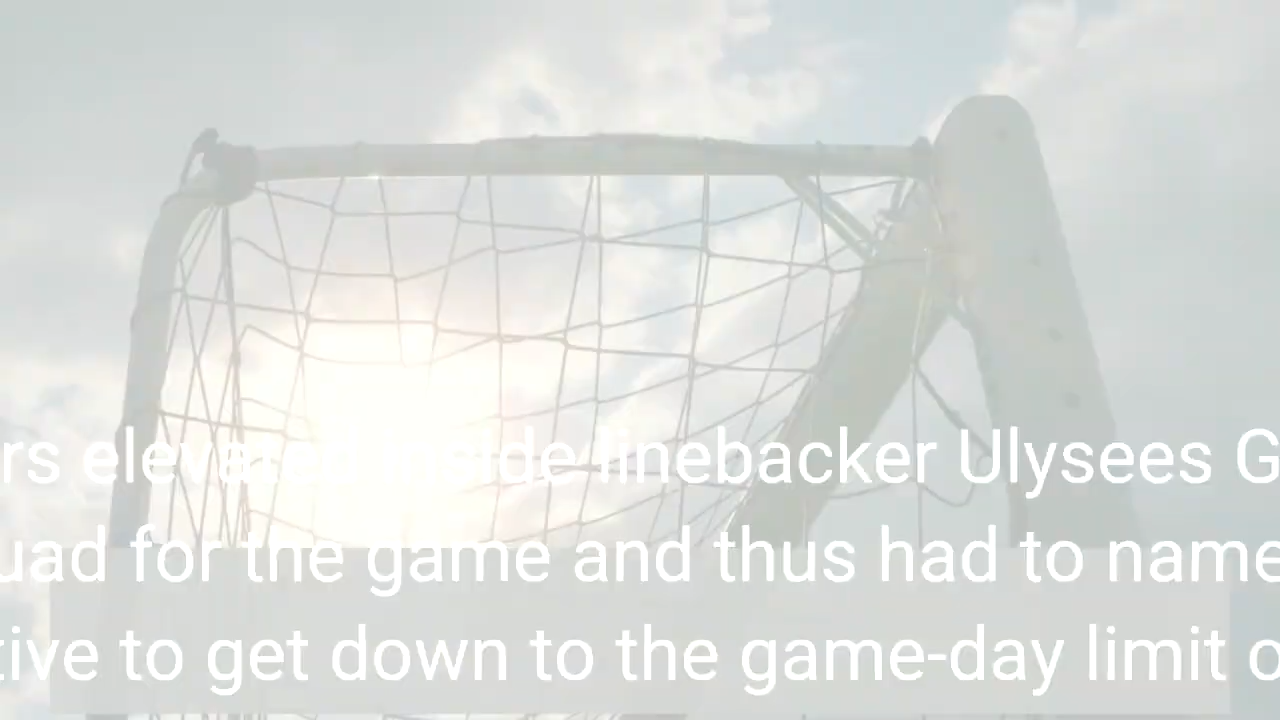 rs elevated inside linebacker Ulysees G
uad for the game and thus had to name
tive to get down to the game-day limit o